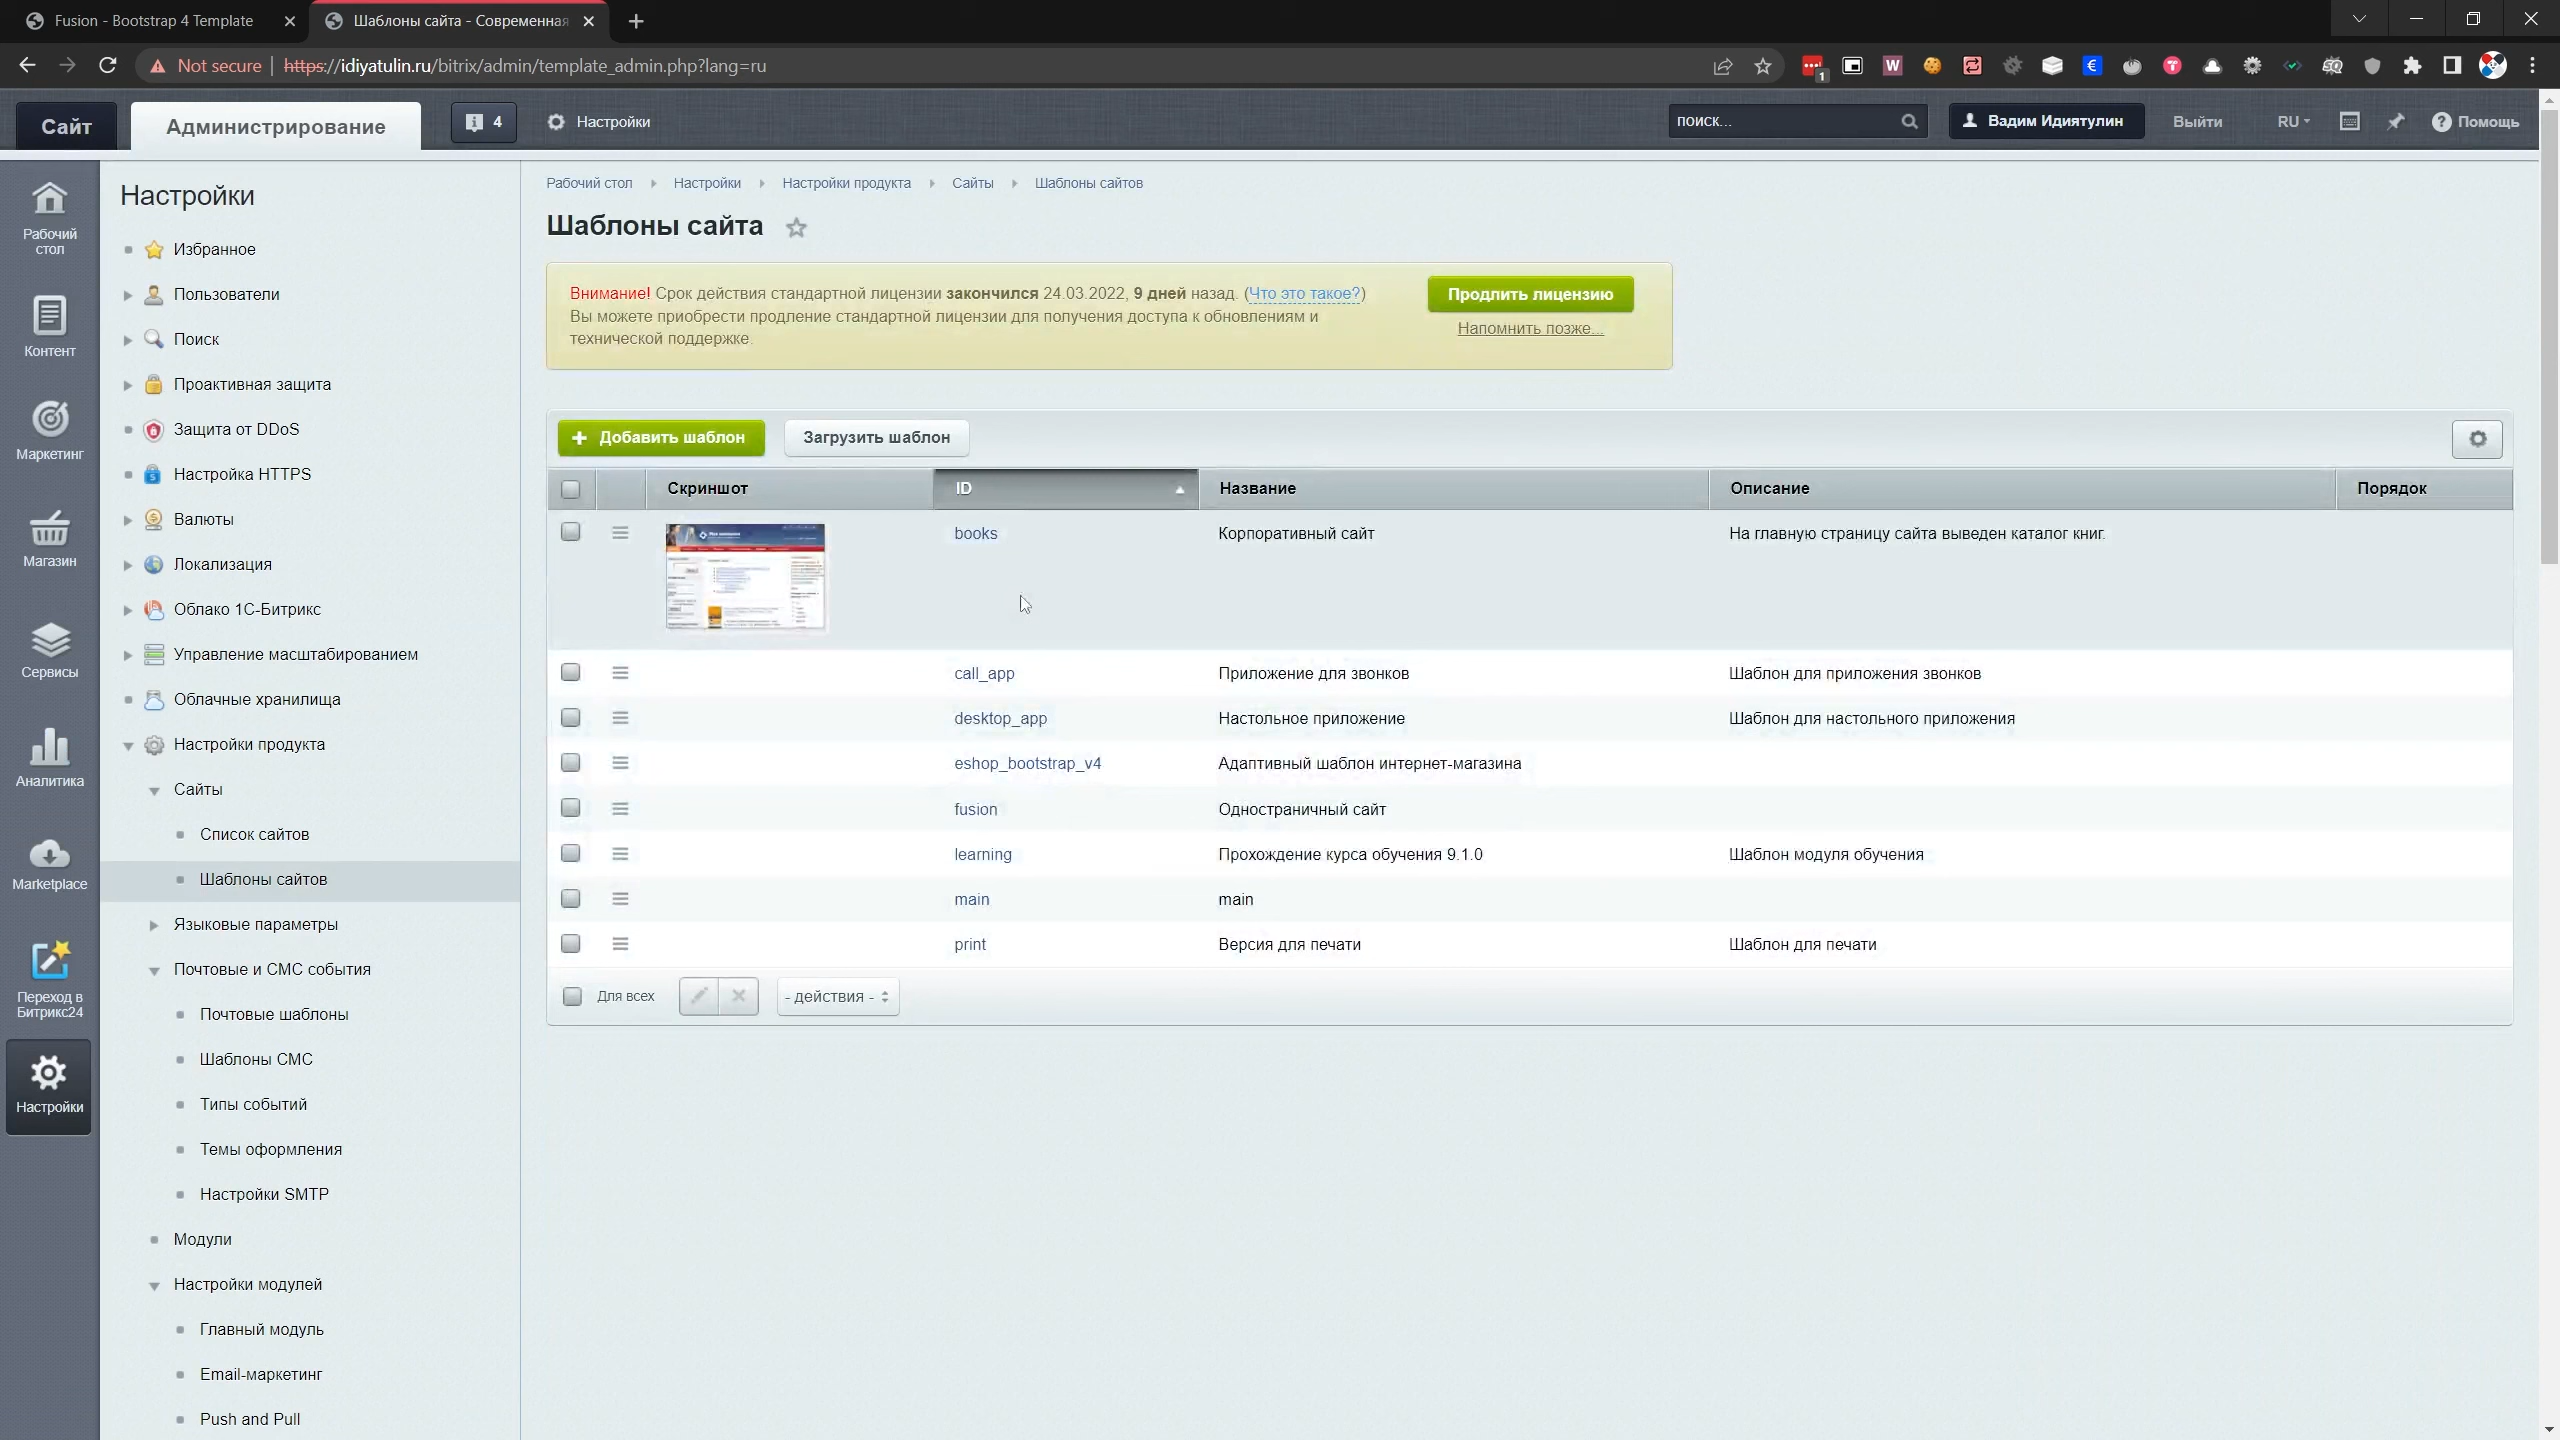 Fusion - Bootstrap 4 Template
Шаблоны сайта - Современная
Not secure | https://idiyatulin.ru/bitrix/admin/template_admin.php?lang=ru
1
Сайт
Администрирование
4
Настройки
поиск...
Вадим Идиятулин
Выйти
RU
Помощь
Рабочий
стол
Контент
Маркетинг
Магазин
Сервисы
Аналитика
Marketplace
Переход в
Битрикс24
Настройки
Настройки
Избранное
Пользователи
Поиск
Проактивная защита
Защита от DDoS
Настройка HTTPS
Валюты
Локализация
Облако 1С-Битрикс
Управление масштабированием
Облачные хранилища
Настройки продукта
Сайты
Список сайтов
Шаблоны сайтов
Языковые параметры
Почтовые и СМС события
Почтовые шаблоны
Шаблоны СМС
Типы событий
Темы оформления
Настройки SMTP
Модули
Настройки модулей
Главный модуль
Email-маркетинг
Push and Pull
Рабочий стол Настройки Настройки продукта Сайты Шаблоны сайтов
Шаблоны сайта
Внимание! Срок действия стандартной лицензии закончился 24.03.2022, 9 дней назад. (Что это такое?)
Вы можете приобрести продление стандартной лицензии для получения доступа к обновлениям и
технической поддержке.
Продлить лицензию
Напомнить позже...
+ Добавить шаблон
Загрузить шаблон
Скриншот ID Название Описание Порядок
books Корпоративный сайт На главную страницу сайта выведен каталог книг.
call_app Приложение для звонков Шаблон для приложения звонков
desktop_app Настольное приложение Шаблон для настольного приложения
eshop_bootstrap_v4 Адаптивный шаблон интернет-магазина
fusion Одностраничный сайт
learning Прохождение курса обучения 9.1.0 Шаблон модуля обучения
main main
print Версия для печати Шаблон для печати
Для всех
- действия -